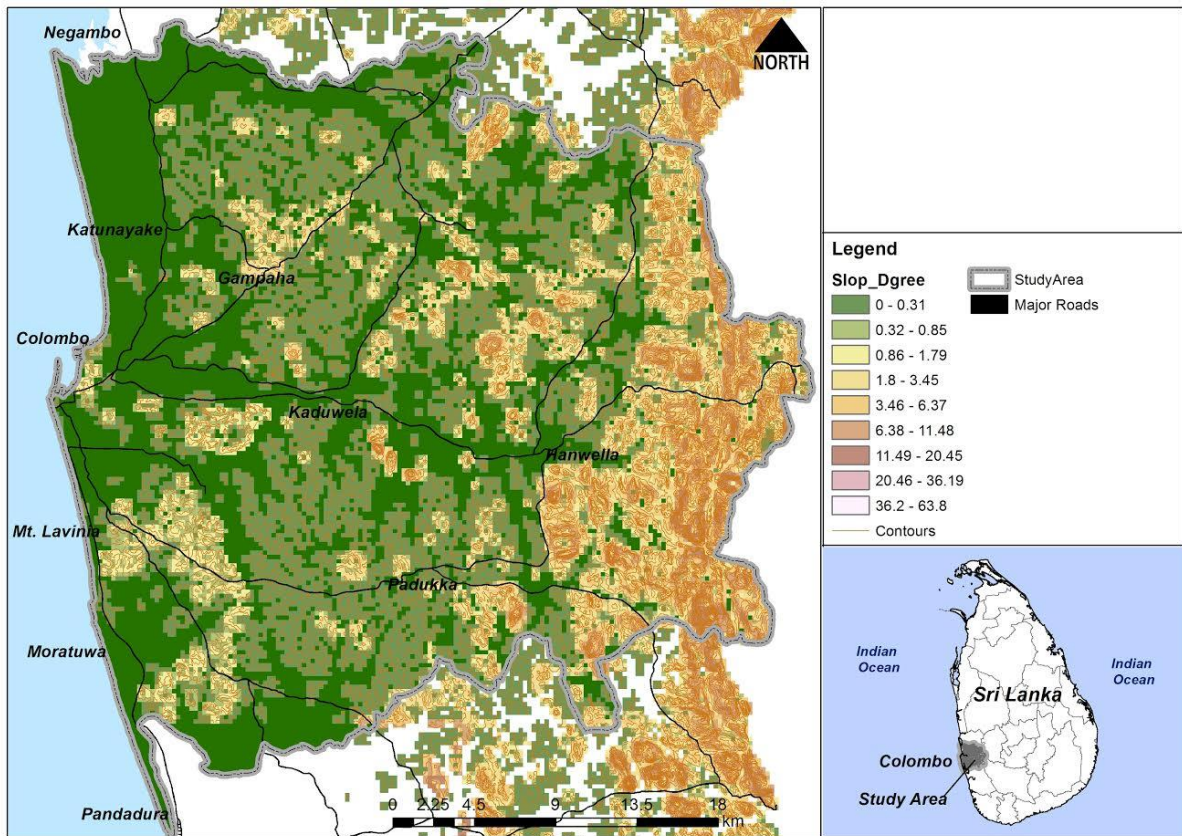 Negambo
NORTH
Katunayake
Gampaha
Colombo
Kaduwela
Hanwella
Mt. Lavinia
Padukka
Moratuwa
Pandadura
0 2.25 4.5 9 13.5 18
km
Legend
Slop_Dgree
0 - 0.31
0.32 - 0.85
0.86 - 1.79
1.8 - 3.45
3.46 - 6.37
6.38 - 11.48
11.49 - 20.45
20.46 - 36.19
36.2 - 63.8
Contours
StudyArea
Major Roads
Indian
Ocean
Sri Lanka
Indian
Ocean
Colombo
Study Area